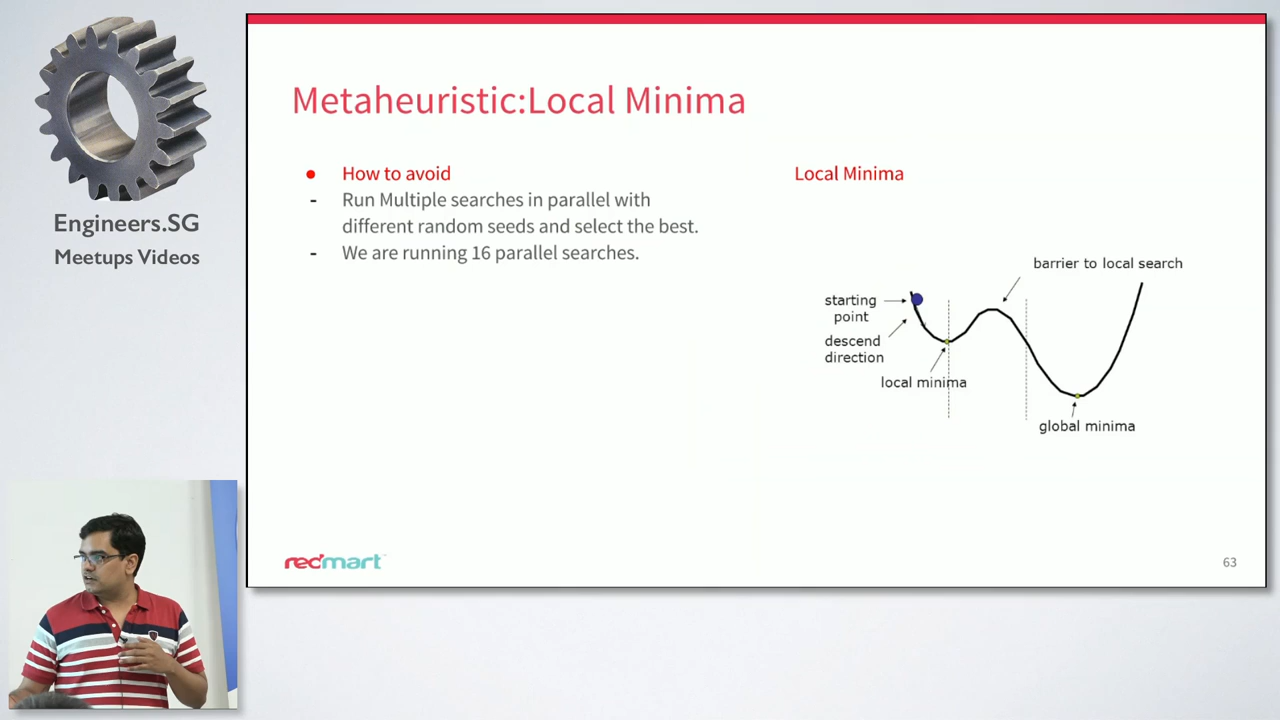 Engineers.SG
Meetups Videos
Metaheuristic:Local Minima
● How to avoid
- Run Multiple searches in parallel with
different random seeds and select the best.
- We are running 16 parallel searches.
Local Minima
barrier to local search
starting
point
descend
direction
local minima
global minima
redmart
63